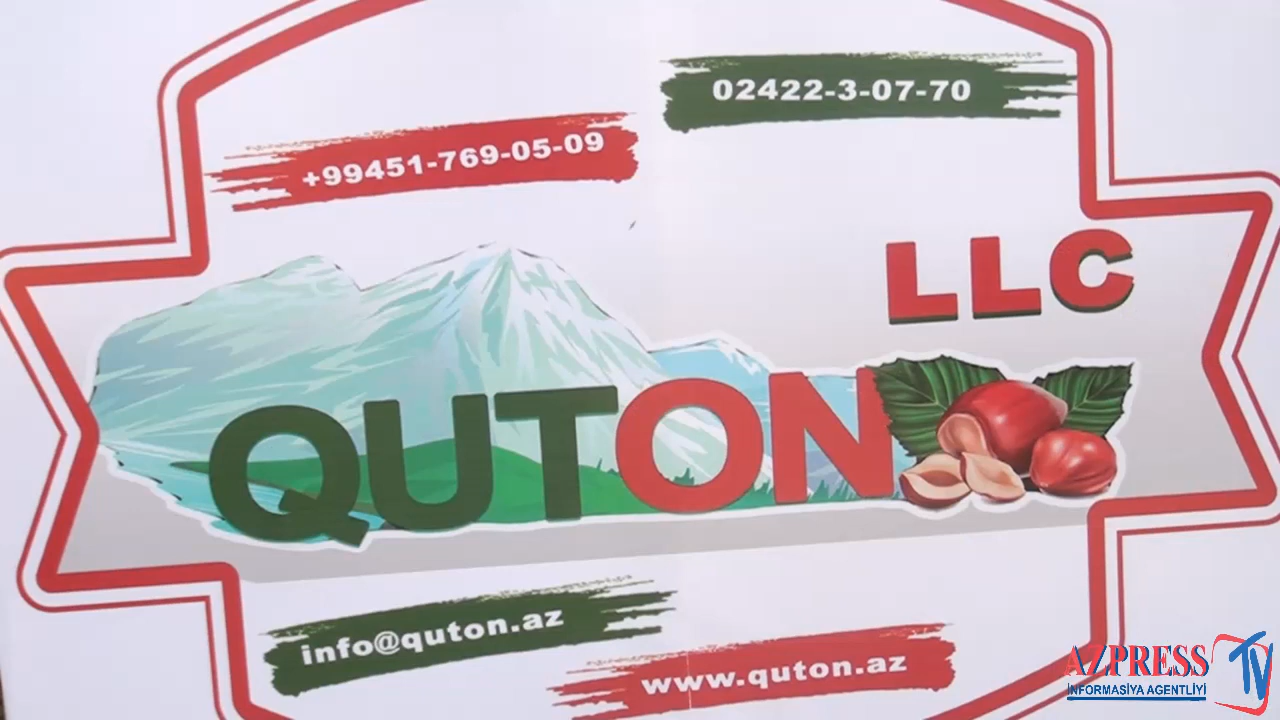 02422-3-07-70
+99451-769-05-09
LLC
QUTON
info@quton.az
www.quton.az
AZPRESS TV
İNFORMASİYA AGENTLİYİ